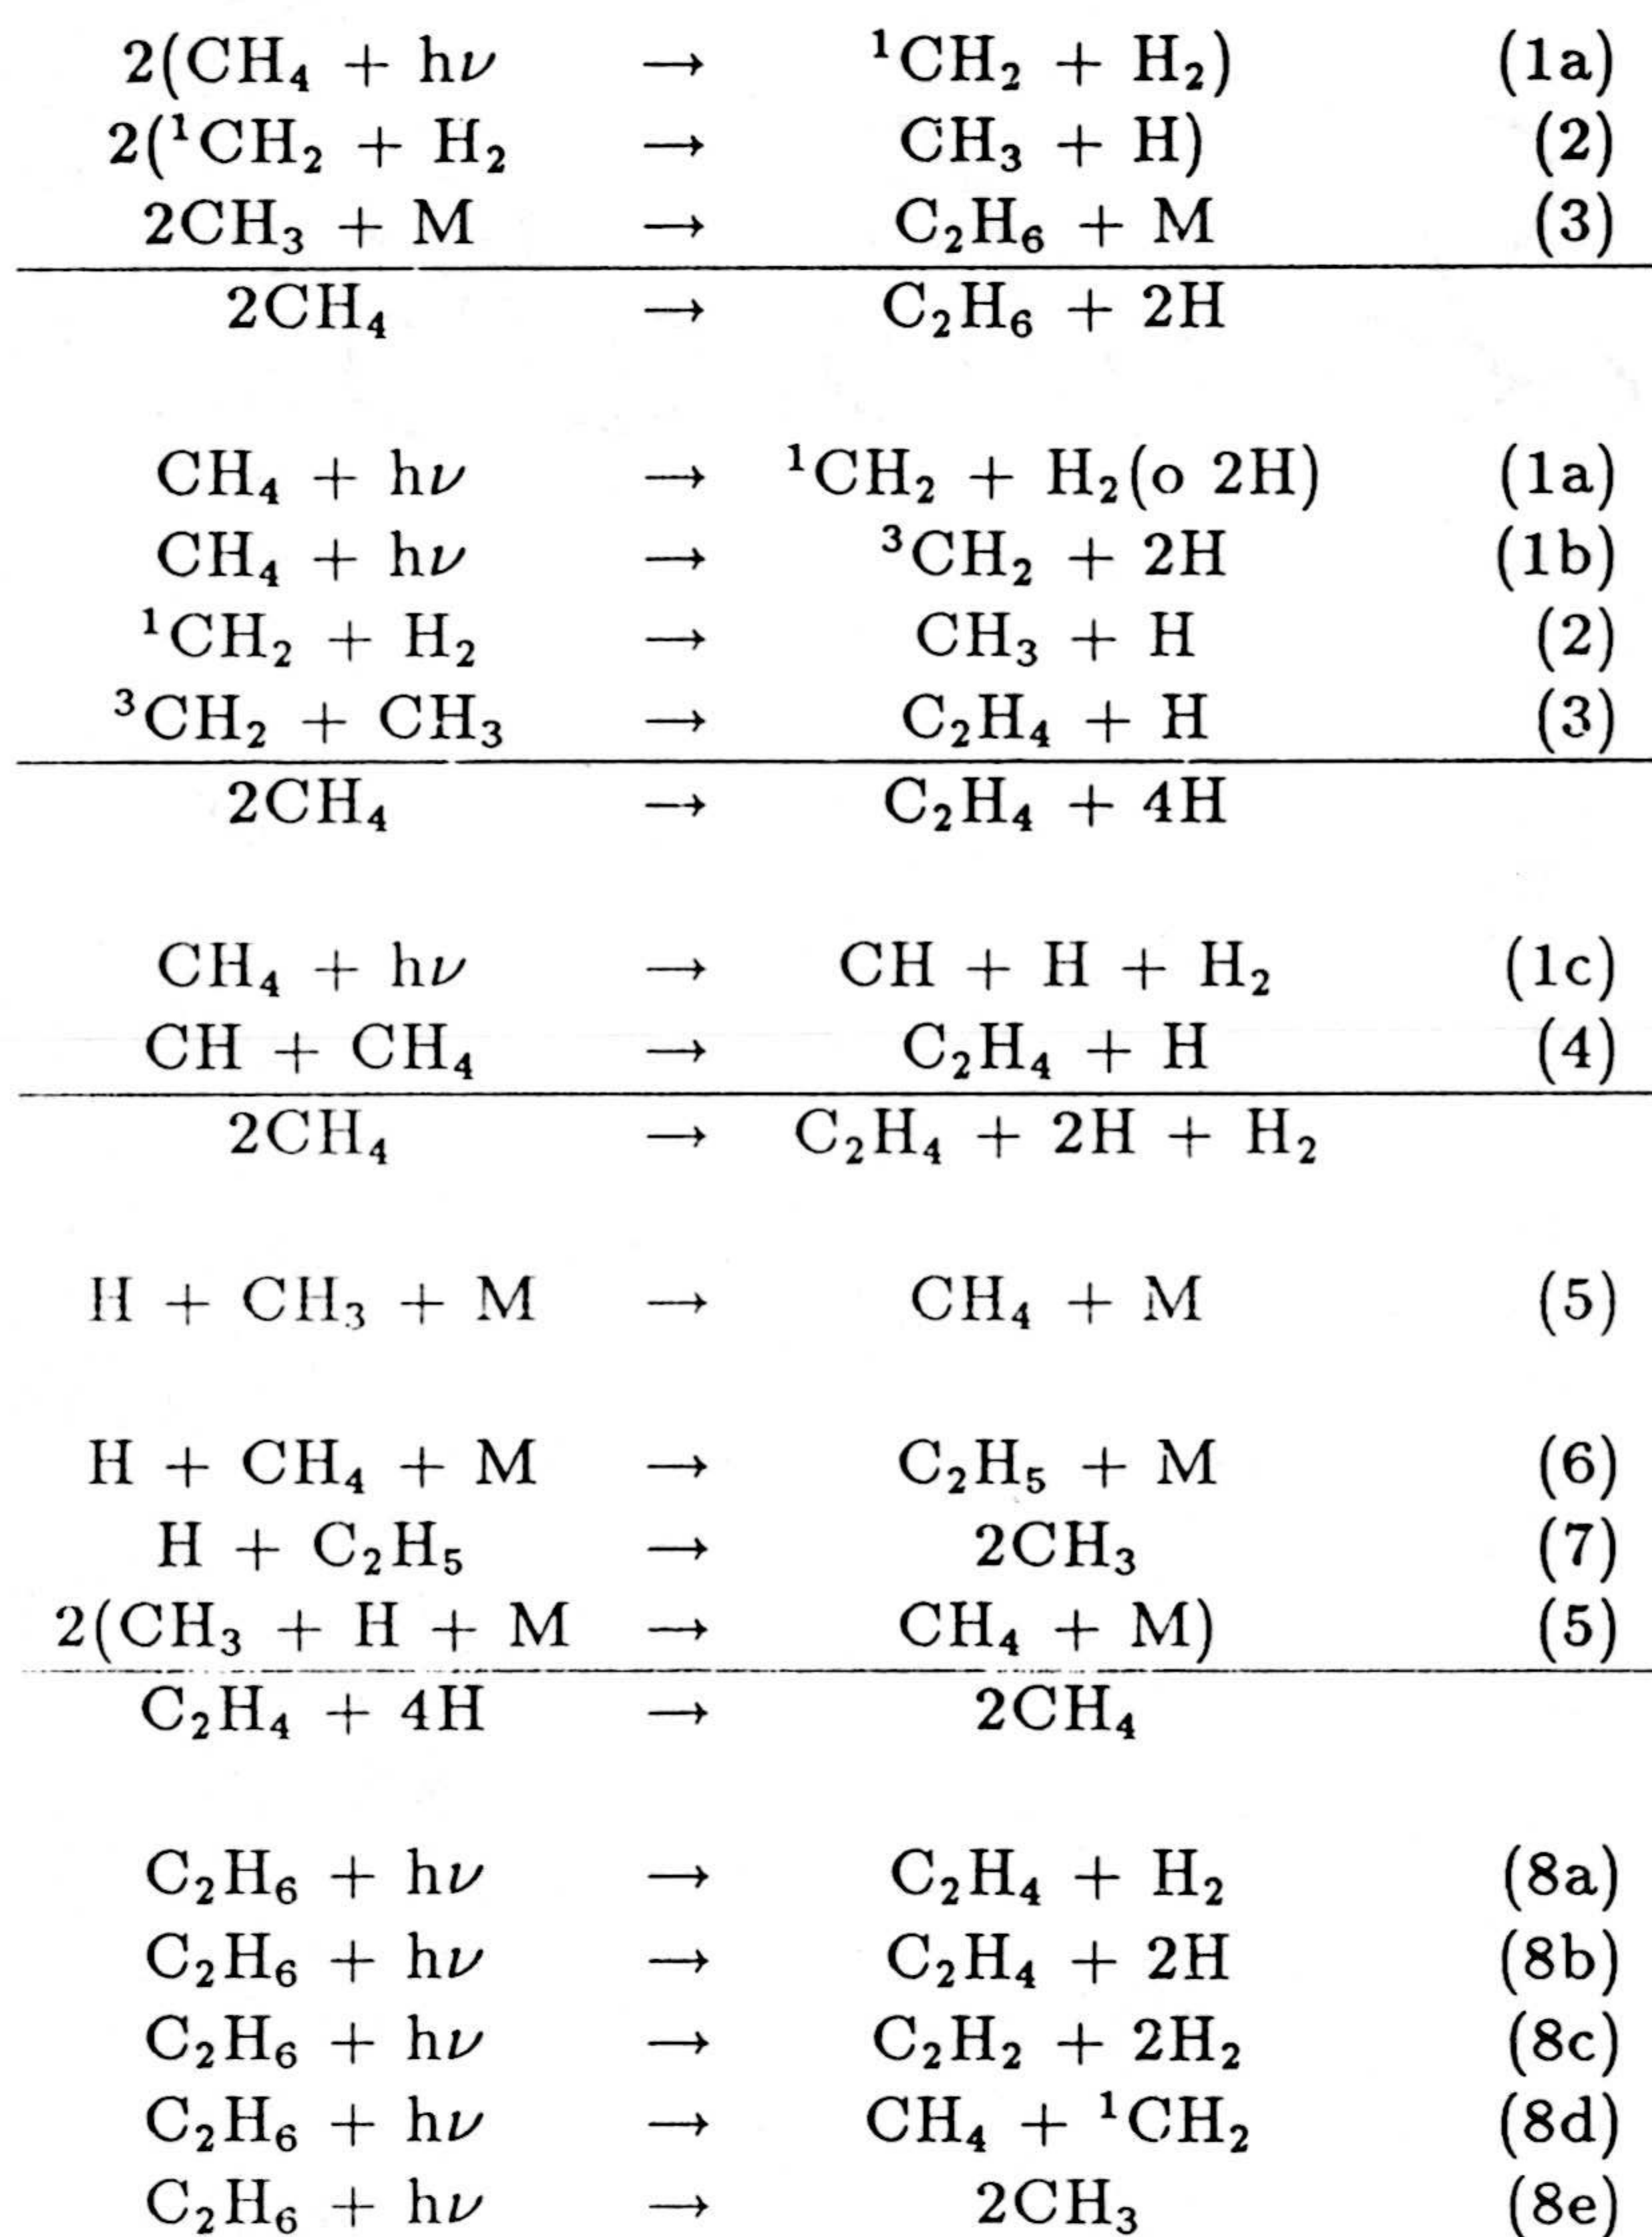 2(CH₄ + hν → ¹CH₂ + H₂) (1a)
2(¹CH₂ + H₂ → CH₃ + H) (2)
2CH₃ + M → C₂H₆ + M (3)
2CH₄ → C₂H₆ + 2H
CH₄ + hν → ¹CH₂ + H₂(o 2H) (1a)
CH₄ + hν → ³CH₂ + 2H (1b)
¹CH₂ + H₂ → CH₃ + H (2)
³CH₂ + CH₃ → C₂H₄ + H (3)
2CH₄ → C₂H₄ + 4H
CH₄ + hν → CH + H + H₂ (1c)
CH + CH₄ → C₂H₄ + H (4)
2CH₄ → C₂H₄ + 2H + H₂
H + CH₃ + M → CH₄ + M (5)
H + CH₄ + M → C₂H₅ + M (6)
H + C₂H₅ → 2CH₃ (7)
2(CH₃ + H + M → CH₄ + M) (5)
C₂H₄ + 4H → 2CH₄
C₂H₆ + hν → C₂H₄ + H₂ (8a)
C₂H₆ + hν → C₂H₄ + 2H (8b)
C₂H₆ + hν → C₂H₂ + 2H₂ (8c)
C₂H₆ + hν → CH₄ + ¹CH₂ (8d)
C₂H₆ + hν → 2CH₃ (8e)